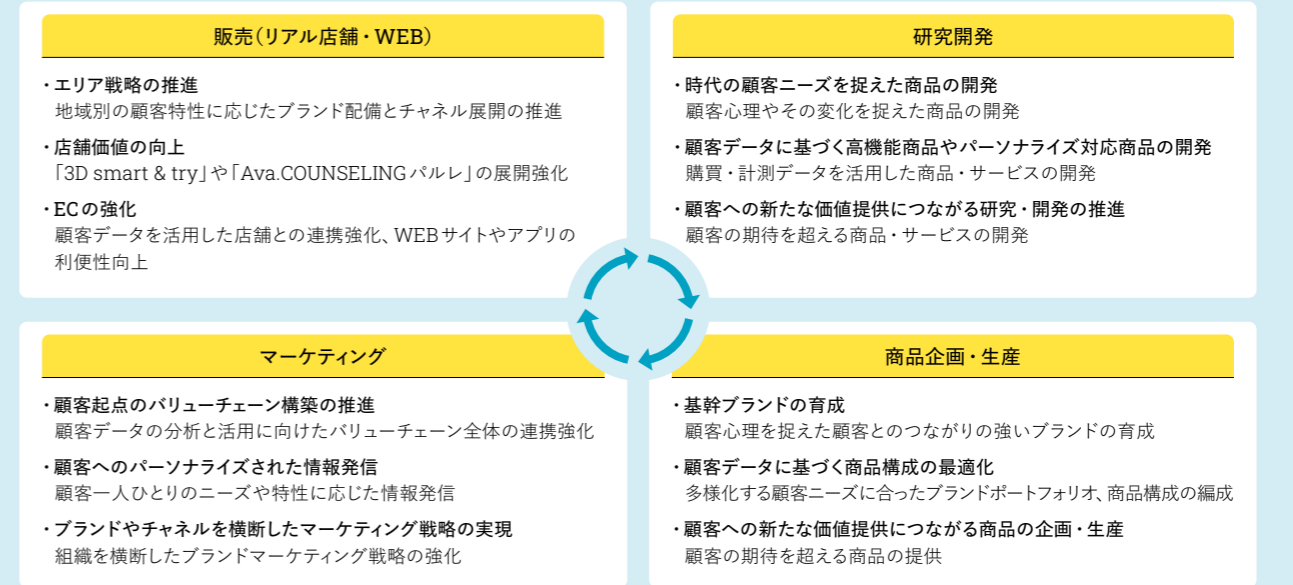 販売（リアル店舗・WEB）
・エリア戦略の推進
地域別の顧客特性に応じたブランド配備とチャネル展開の推進
・店舗価値の向上
「3D smart & try」や「Ava.COUNSELINGパルレ」の展開強化
・ECの強化
顧客データを活用した店舗との連携強化、WEBサイトやアプリの
利便性向上
研究開発
・時代の顧客ニーズを捉えた商品の開発
顧客心理やその変化を捉えた商品の開発
・顧客データに基づく高機能商品やパーソナライズ対応商品の開発
購買・計測データを活用した商品・サービスの開発
・顧客への新たな価値提供につながる研究・開発の推進
顧客の期待を超える商品・サービスの開発
マーケティング
・顧客起点のバリューチェーン構築の推進
顧客データの分析と活用に向けたバリューチェーン全体の連携強化
・顧客へのパーソナライズされた情報発信
顧客一人ひとりのニーズや特性に応じた情報発信
・ブランドやチャネルを横断したマーケティング戦略の実現
組織を横断したブランドマーケティング戦略の強化
商品企画・生産
・基幹ブランドの育成
顧客心理を捉えた顧客とのつながりの強いブランドの育成
・顧客データに基づく商品構成の最適化
多様化する顧客ニーズに合ったブランドポートフォリオ、商品構成の編成
・顧客への新たな価値提供につながる商品の企画・生産
顧客の期待を超える商品の提供